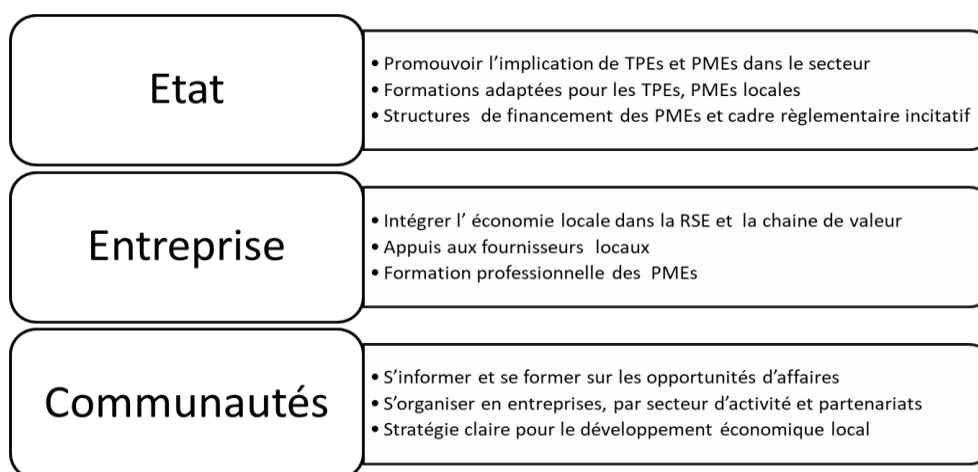 Etat
• Promouvoir l'implication de TPEs et PMEs dans le secteur
• Formations adaptées pour les TPEs, PMEs locales
• Structures de financement des PMEs et cadre règlementaire incitatif
Entreprise
• Intégrer l' économie locale dans la RSE et la chaine de valeur
• Appuis aux fournisseurs locaux
• Formation professionnelle des PMEs
Communautés
• S'informer et se former sur les opportunités d'affaires
• S'organiser en entreprises, par secteur d'activité et partenariats
• Stratégie claire pour le développement économique local